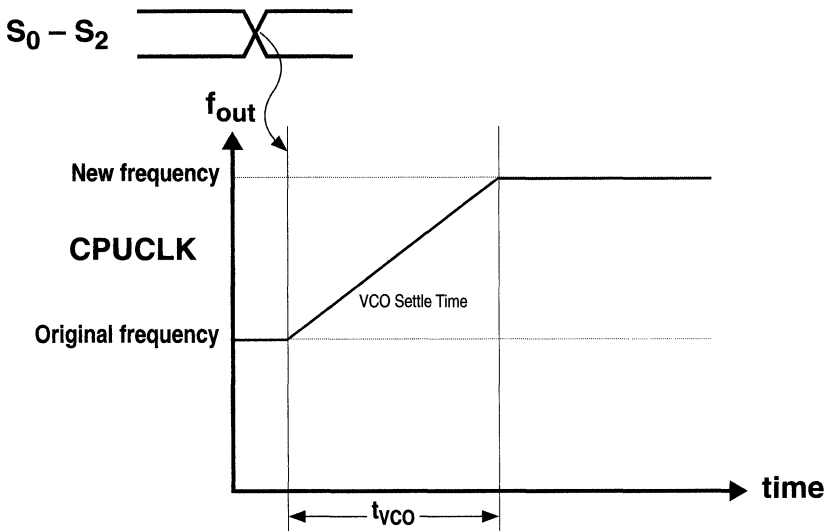 S0 – S2
fout
New frequency
CPUCLK
VCO Settle Time
Original frequency
time
tVCO